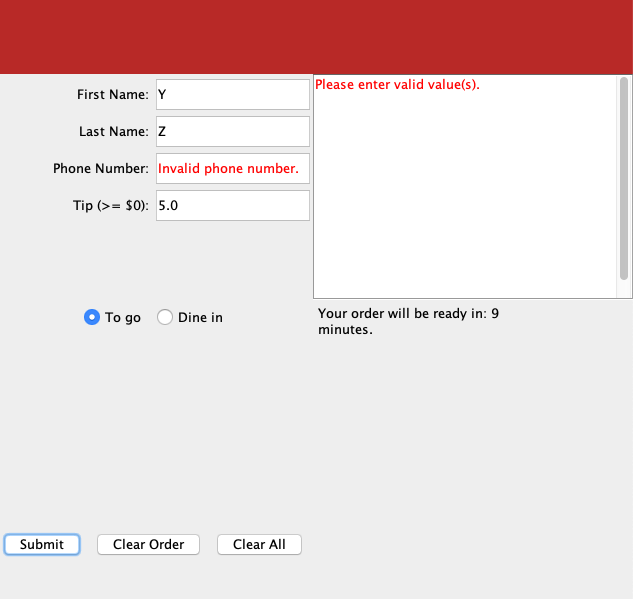 First Name: Y
Last Name: Z
Phone Number: Invalid phone number.
Tip (>= $0): 5.0
Please enter valid value(s).
To go Dine in
Your order will be ready in: 9
minutes.
Submit Clear Order Clear All